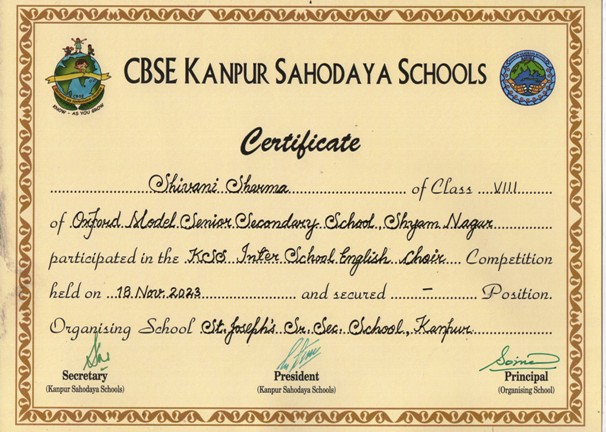 CBSE KANPUR SAHODAYA SCHOOLS
KNOW - AS YOU GROW
Certificate
Shivani Sharma of Class VIII
of Oxford Model Senior Secondary School, Shyam Nagar
participated in the KSS Inter School English Choir Competition
held on 18 Nov. 2023 and secured – Position.
Organising School St. Joseph's Sr. Sec. School, Kanpur
Secretary President Principal
(Kanpur Sahodaya Schools) (Kanpur Sahodaya Schools) (Organising School)